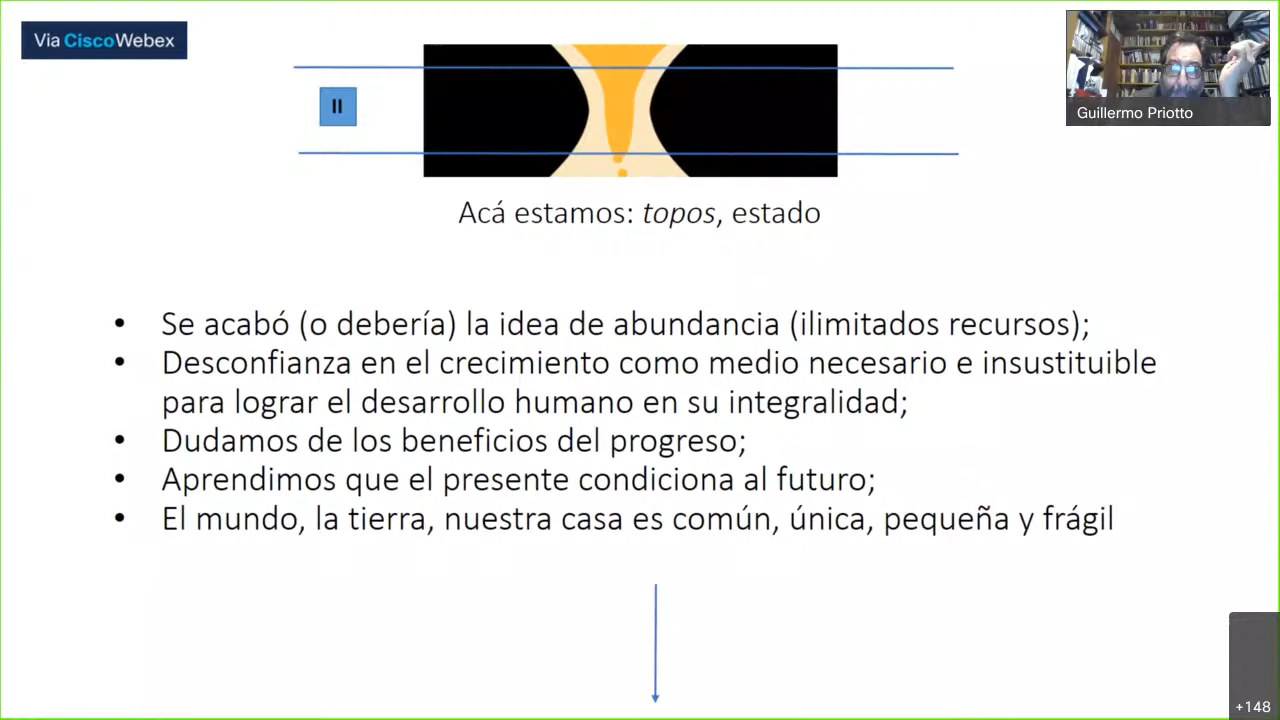 Via CiscoWebex
Guillermo Priotto
II
Acá estamos: topos, estado
• Se acabó (o debería) la idea de abundancia (ilimitados recursos);
• Desconfianza en el crecimiento como medio necesario e insustituible
para lograr el desarrollo humano en su integralidad;
• Dudamos de los beneficios del progreso;
• Aprendimos que el presente condiciona al futuro;
• El mundo, la tierra, nuestra casa es común, única, pequeña y frágil
+148